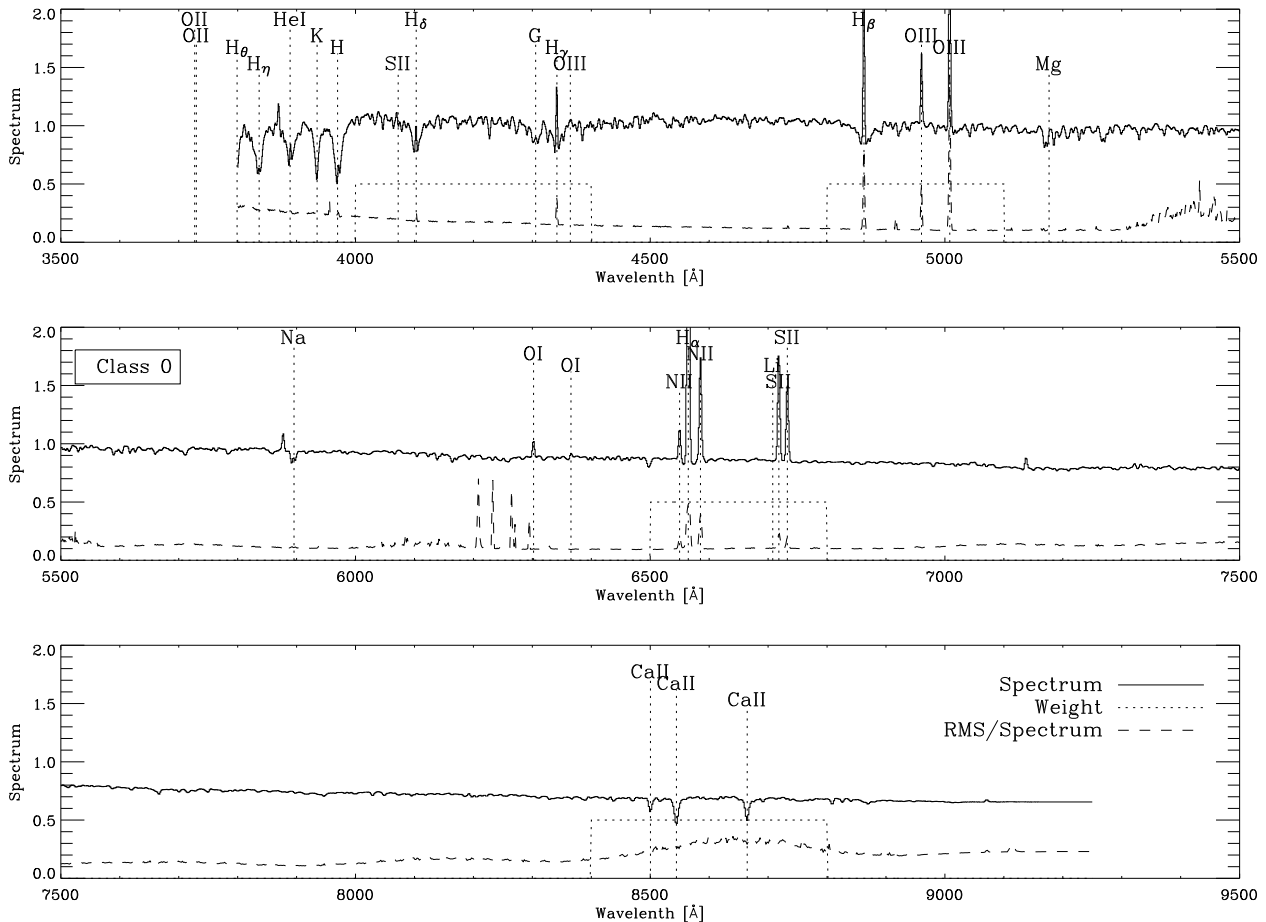 2.0
1.5
1.0
0.5
0.0
Spectrum
OII
OII
Hθ
Hη
HeI
K
H
SII
Hδ
G
Hγ
OIII
Hβ
OIII
OIII
Mg
3500
4000
4500
5000
5500
Wavelenth [Å]
2.0
1.5
1.0
0.5
0.0
Spectrum
Class 0
Na
OI
OI
NII
Hα
NII
Li
SII
SII
5500
6000
6500
7000
7500
Wavelenth [Å]
2.0
1.5
1.0
0.5
0.0
Spectrum
CaII
CaII
CaII
Spectrum
Weight
RMS/Spectrum
7500
8000
8500
9000
9500
Wavelenth [Å]